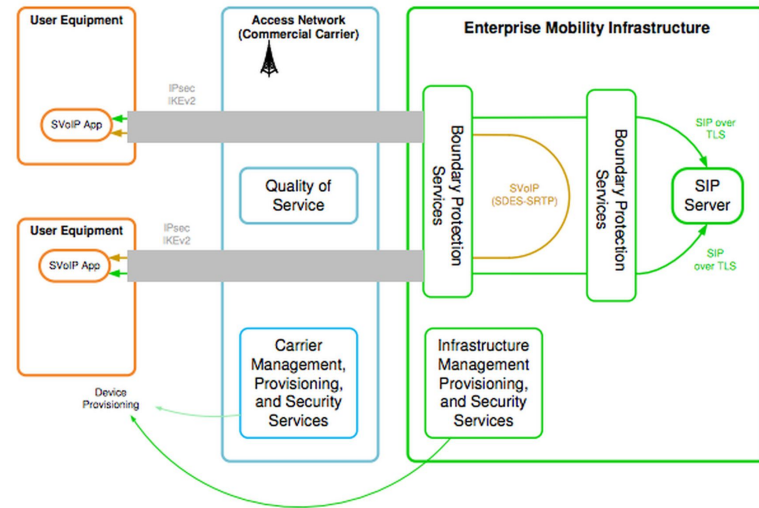 User Equipment
SVoIP App
IPsec
IKEv2
Access Network
(Commercial Carrier)
Enterprise Mobility Infrastructure
Quality of
Service
Boundary Protection
Services
SVoIP
(SDES-SRTP)
Boundary Protection
Services
SIP over
TLS
SIP
Server
SIP
over TLS
User Equipment
SVoIP App
IPsec
IKEv2
Carrier
Management,
Provisioning,
and Security
Services
Infrastructure
Management
Provisioning,
and Security
Services
Device
Provisioning